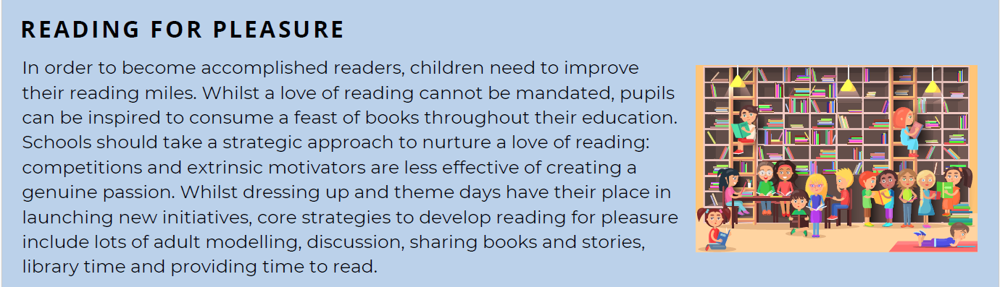 READING FOR PLEASURE
In order to become accomplished readers, children need to improve
their reading miles. Whilst a love of reading cannot be mandated, pupils
can be inspired to consume a feast of books throughout their education.
Schools should take a strategic approach to nurture a love of reading:
competitions and extrinsic motivators are less effective of creating a
genuine passion. Whilst dressing up and theme days have their place in
launching new initiatives, core strategies to develop reading for pleasure
include lots of adult modelling, discussion, sharing books and stories,
library time and providing time to read.